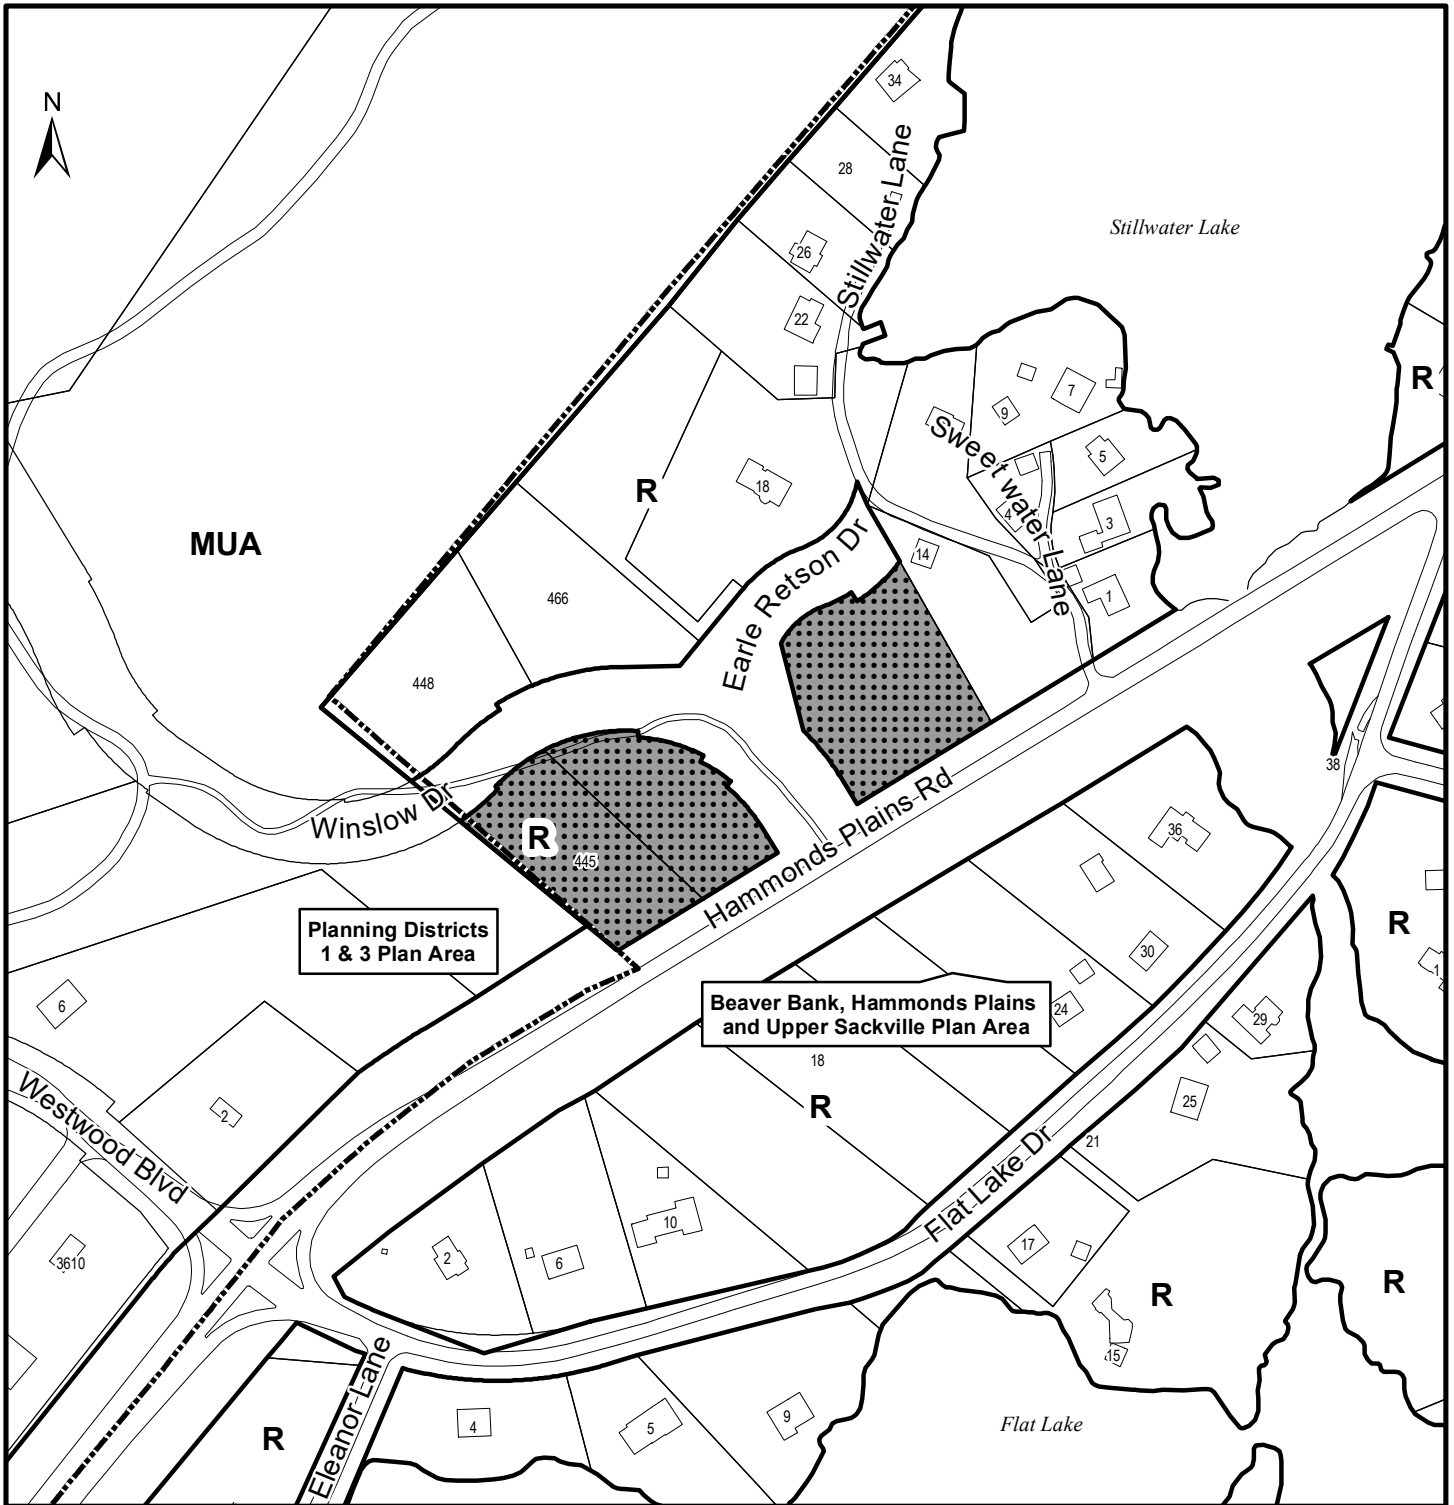 N
34
28
Stillwater Lane
Stillwater Lake
26
22
R
7
9
Sweet water Lane
5
R
18
4
3
MUA
14
Earle Retson Dr
466
1
448
38
Winslow Dr
R
445
Hammonds Plains Rd
36
Planning Districts
1 & 3 Plan Area
R
30
1
6
Beaver Bank, Hammonds Plains
and Upper Sackville Plan Area
24
29
18
Westwood Blvd
2
R
25
21
Flat Lake Dr
10
17
2
6
3610
R
R
15
Eleanor Lane
R
4
5
9
Flat Lake